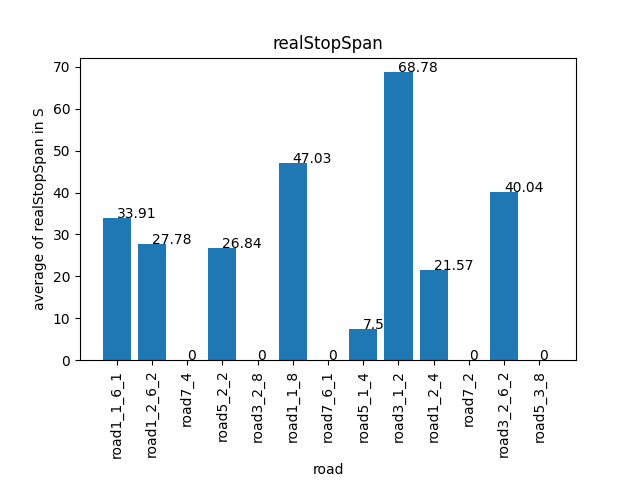 realStopSpan
average of realStopSpan in S
70
60
50
40
30
20
10
0
33.91
27.78
0
26.84
0
47.03
0
7.5
68.78
21.57
0
40.04
0
road1_1_6_1
road1_2_6_2
road7_4
road5_2_2
road3_2_8
road1_1_8
road7_6_1
road5_1_4
road3_1_2
road1_2_4
road7_2
road3_2_6_2
road5_3_8
road